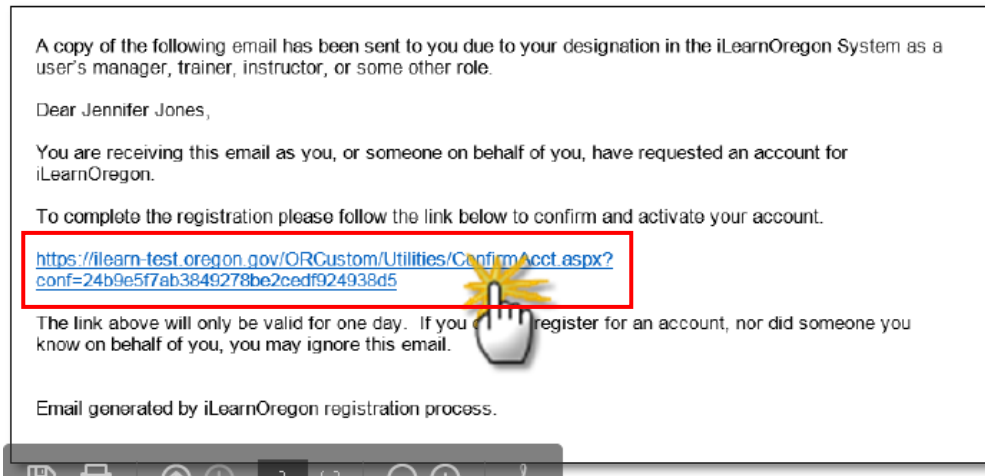 A copy of the following email has been sent to you due to your designation in the iLearnOregon System as a
user's manager, trainer, instructor, or some other role.
Dear Jennifer Jones,
You are receiving this email as you, or someone on behalf of you, have requested an account for
iLearnOregon.
To complete the registration please follow the link below to confirm and activate your account.
https://ilearn-test.oregon.gov/ORCustom/Utilities/ConfirmAcct.aspx?
conf=24b9e5f7ab3849278be2cedf924938d5
The link above will only be valid for one day. If you register for an account, nor did someone you
know on behalf of you, you may ignore this email.
Email generated by iLearnOregon registration process.